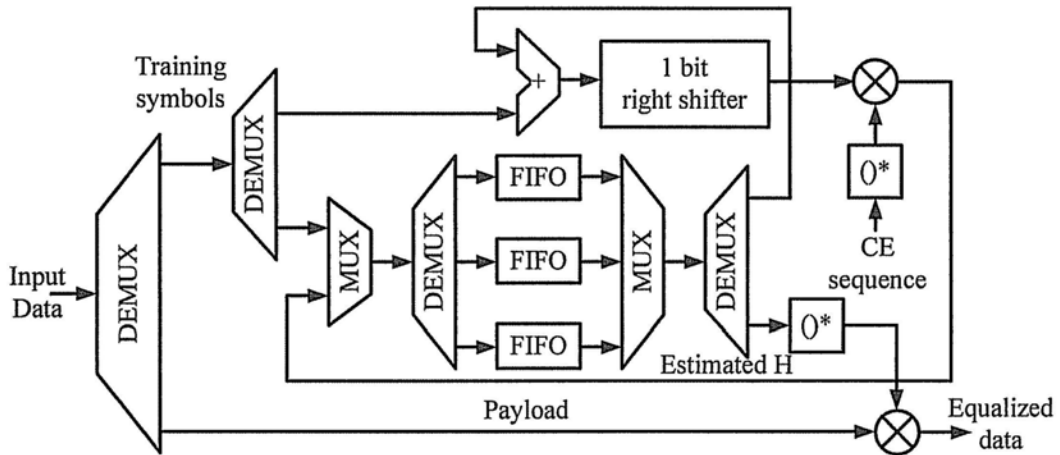 Training
symbols
+
1 bit
right shifter
DEMUX
FIFO
()*
CE
sequence
Input
Data
DEMUX
MUX
DEMUX
FIFO
MUX
DEMUX
()*
FIFO
Estimated H
Payload
Equalized
data